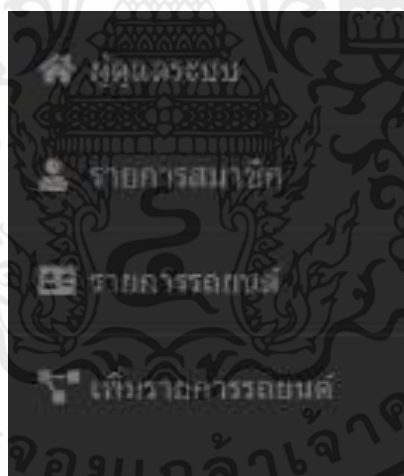 ผู้ดูแลระบบ
รายการสมาชิก
รายการรถยนต์
เพิ่มรายการรถยนต์